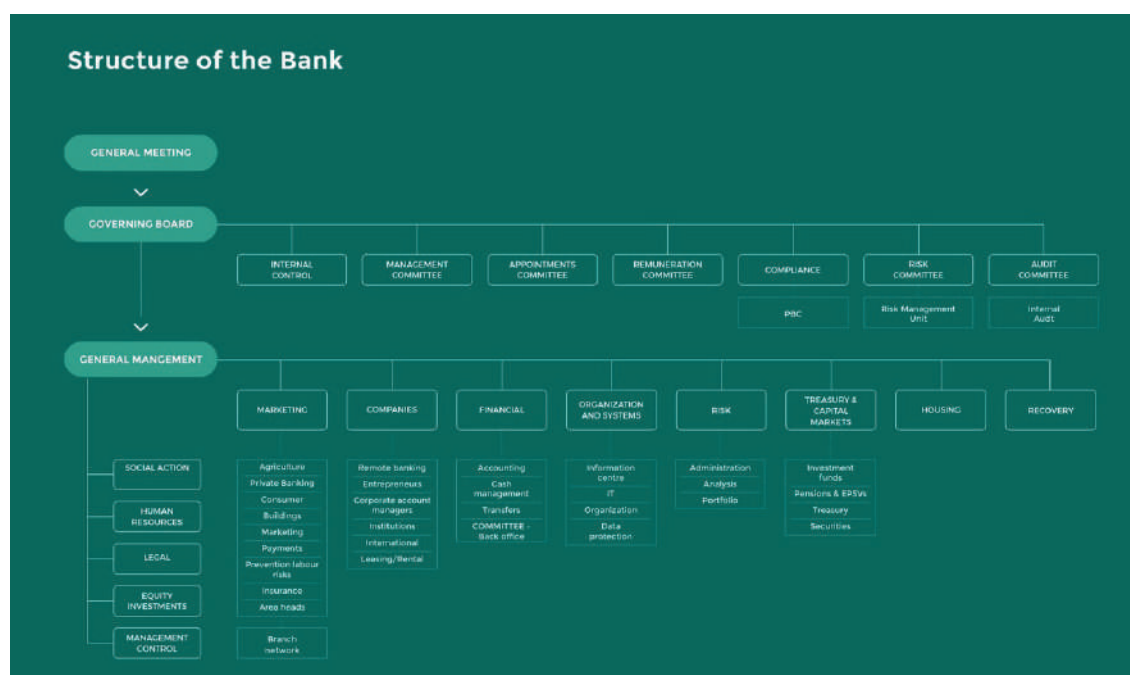 Structure of the Bank
GENERAL MEETING
GOVERNING BOARD
INTERNAL
CONTROL
MANAGEMENT
COMMITTEE
APPOINTMENTS
COMMITTEE
REMUNERATION
COMMITTEE
COMPLIANCE
RISK
COMMITTEE
AUDIT
COMMITTEE
PBC
Risk Management
Unit
Internal
Audt
GENERAL MANGEMENT
MARKETING
COMPANIES
FINANCIAL
ORGANIZATION
AND SYSTEMS
RISK
TREASURY &
CAPITAL
MARKETS
HOUSING
RECOVERY
SOCIAL ACTION
HUMAN
RESOURCES
LEGAL
EQUITY
INVESTMENTS
MANAGEMENT
CONTROL
Agriculture
Private Banking
Consumer
Buildings
Marketing
Payments
Prevention labour
risks
Insurance
Area heads
Branch
network
Remote banking
Entrepreneurs
Corporate account
managers
Institutions
International
Leasing/Rental
Accounting
Cash
management
Transfers
COMMITTEE -
Back office
Information
centre
IT
Organization
Data
protection
Administration
Analysis
Portfolio
Investment
funds
Pensions & EPSVs
Treasury
Securities